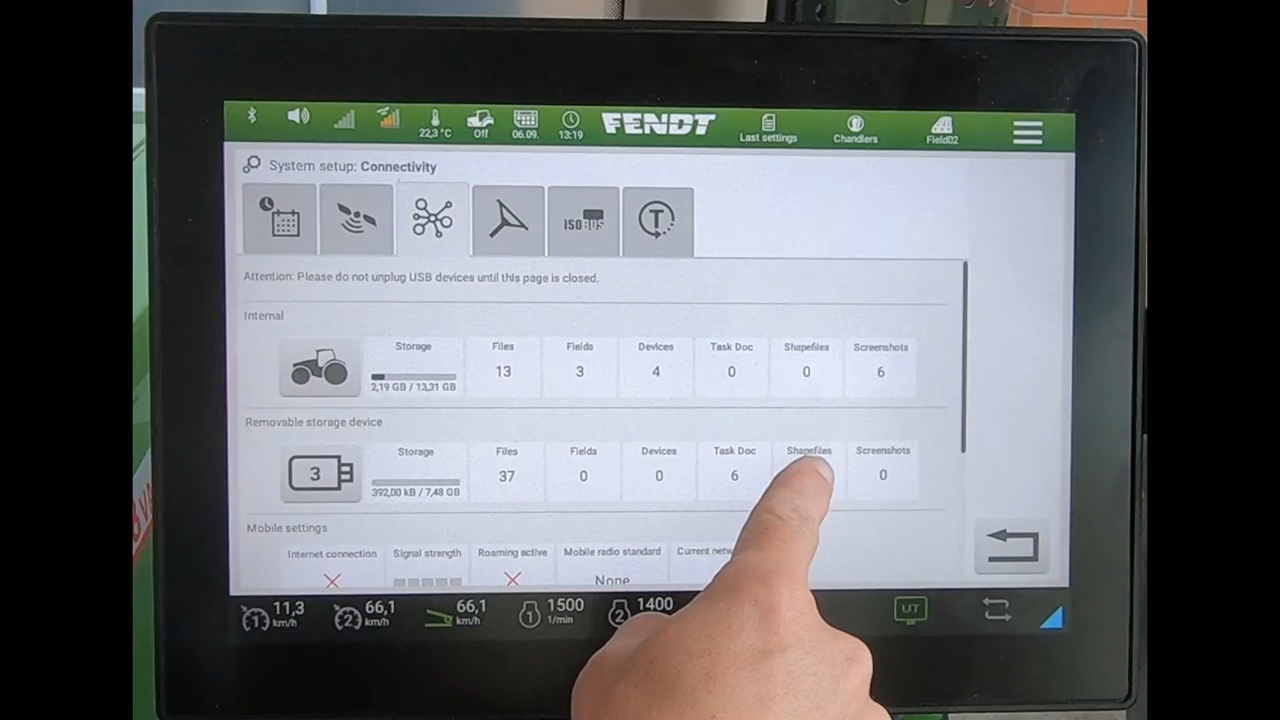 FENDT
22,3 °C
Off
06.09.
13:19
Last settings
Chandlers
Field02
System setup: Connectivity
ISOBUS
T
Attention: Please do not unplug USB devices until this page is closed.
Internal
Storage Files Fields Devices Task Doc Shapefiles Screenshots
13 3 4 0 0 6
2,19 GB / 13,31 GB
Removable storage device
Storage Files Fields Devices Task Doc Shapefiles Screenshots
3 37 0 0 6 0
392,00 kB / 7,48 GB
Mobile settings
Internet connection Signal strength Roaming active Mobile radio standard Current
None
1 11,3 km/h 2 66,1 km/h 66,1 km/h 1 1500 1/min 2 1400 UT